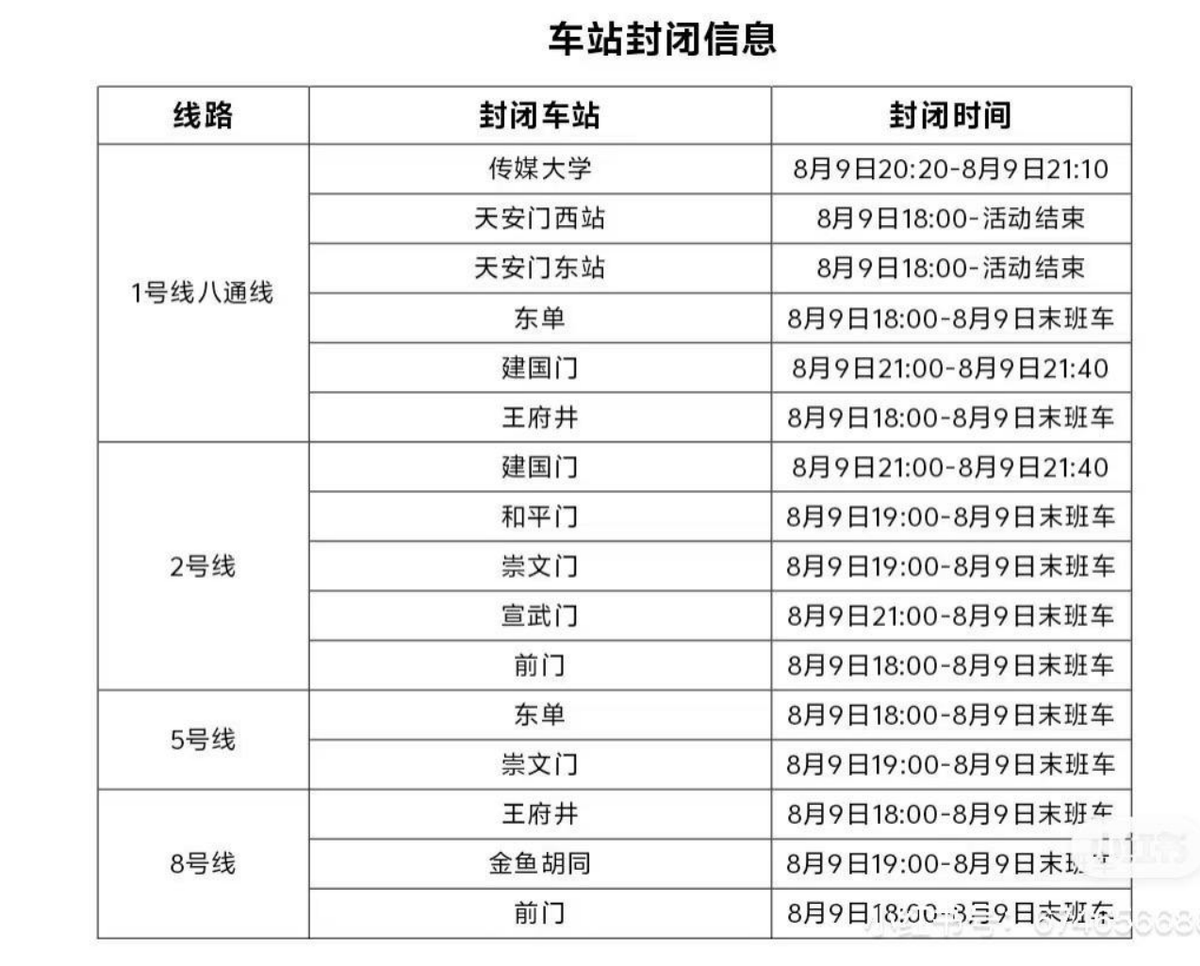 车站封闭信息
线路 封闭车站 封闭时间
1号线八通线
传媒大学 8月9日20:20-8月9日21:10
天安门西站 8月9日18:00-活动结束
天安门东站 8月9日18:00-活动结束
东单 8月9日18:00-8月9日末班车
建国门 8月9日21:00-8月9日21:40
王府井 8月9日18:00-8月9日末班车
2号线
建国门 8月9日21:00-8月9日21:40
和平门 8月9日19:00-8月9日末班车
崇文门 8月9日19:00-8月9日末班车
宣武门 8月9日21:00-8月9日末班车
前门 8月9日18:00-8月9日末班车
5号线
东单 8月9日18:00-8月9日末班车
崇文门 8月9日19:00-8月9日末班车
8号线
王府井 8月9日18:00-8月9日末班车
金鱼胡同 8月9日19:00-8月9日末班车
前门 8月9日18:00-8月9日末班车
小红书
小红书号：